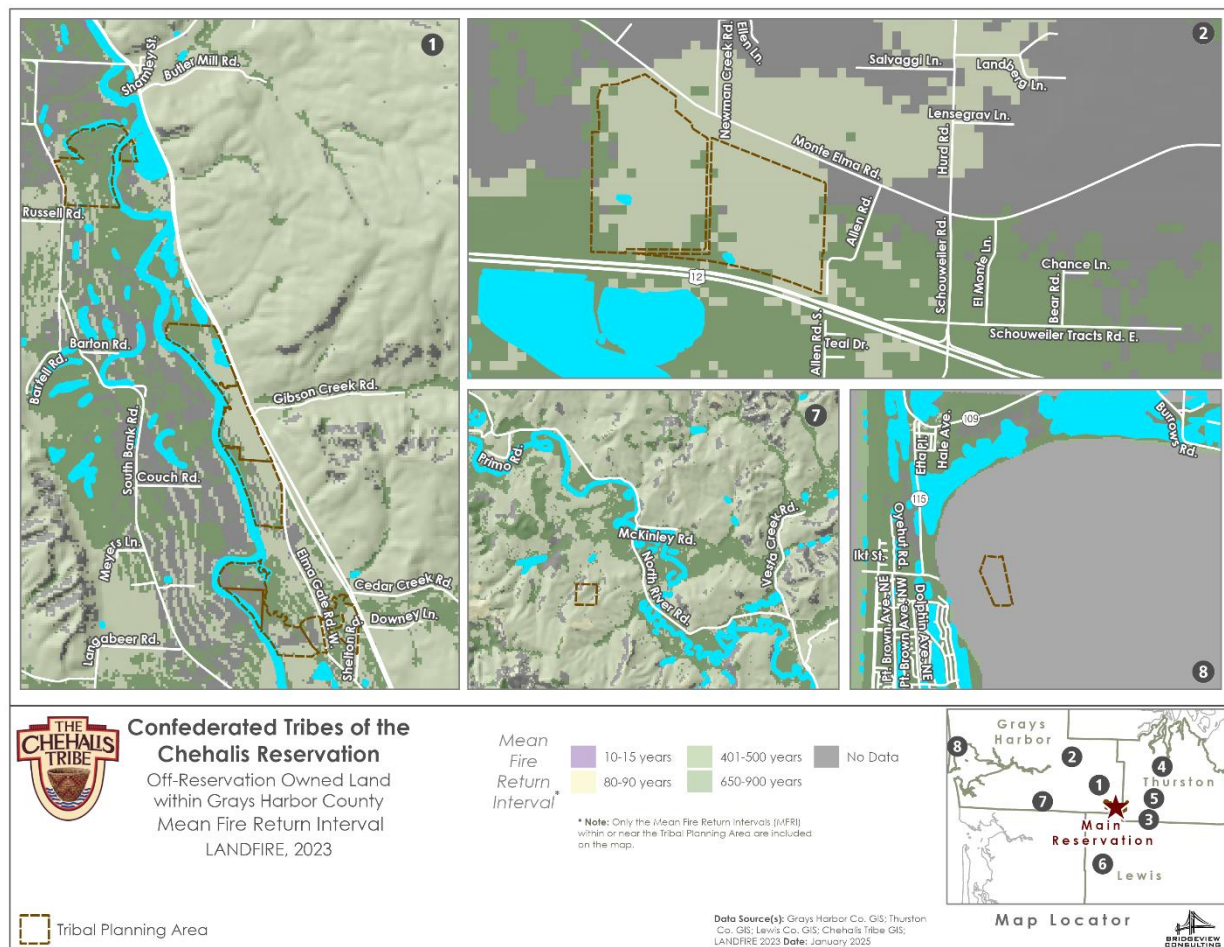 1
Shamley St.
Butler Mill Rd.
Russell Rd.
Barton Rd.
Bartell Rd.
Gibson Creek Rd.
South Bank Rd.
Couch Rd.
Meyers Ln.
Elma Gate Rd. W.
Cedar Creek Rd.
Downey Ln.
Shelton Rd.
Langabeer Rd.
2
Ellen Ln.
Newman Creek Rd.
Salvaggi Ln.
Landberg Ln.
Lensegrav Ln.
Hurd Rd.
Monte Elma Rd.
Allen Rd.
12
Schouweiler Rd.
El Monte Ln.
Chance Ln.
Bear Rd.
Schouweiler Tracts Rd. E.
Allen Rd. S.
Teal Dr.
7
Primo Rd.
McKinley Rd.
North River Rd.
Vesta Creek Rd.
109
Burrows Rd.
Etta Pl.
Hale Ave.
115
Oyehut Rd.
Ikt St.
Pt. Brown Ave. NE
Pt. Brown Ave. NW
Dolphin Ave. NE
8
THE
CHEHALIS
TRIBE
Confederated Tribes of the
Chehalis Reservation
Off-Reservation Owned Land
within Grays Harbor County
Mean Fire Return Interval
LANDFIRE, 2023
Tribal Planning Area
Mean
Fire
Return
Interval*
10-15 years
401-500 years
No Data
80-90 years
650-900 years
* Note: Only the Mean Fire Return Intervals (MFRI)
within or near the Tribal Planning Area are included
on the map.
Data Source(s): Grays Harbor Co. GIS; Thurston
Co. GIS; Lewis Co. GIS; Chehalis Tribe GIS;
LANDFIRE 2023 Date: January 2025
Grays
Harbor
8
2
4
Thurston
1
5
7
3
Main
Reservation
6
Lewis
Map Locator
BRIDGEVIEW
CONSULTING